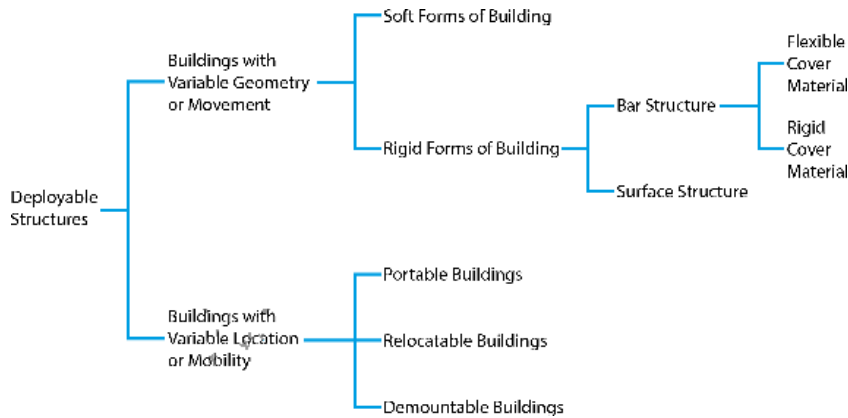 Soft Forms of Building
Buildings with
Variable Geometry
or Movement
Flexible
Cover
Material
Bar Structure
Rigid Forms of Building
Rigid
Cover
Material
Surface Structure
Deployable
Structures
Portable Buildings
Buildings with
Variable Location
or Mobility
Relocatable Buildings
Demountable Buildings